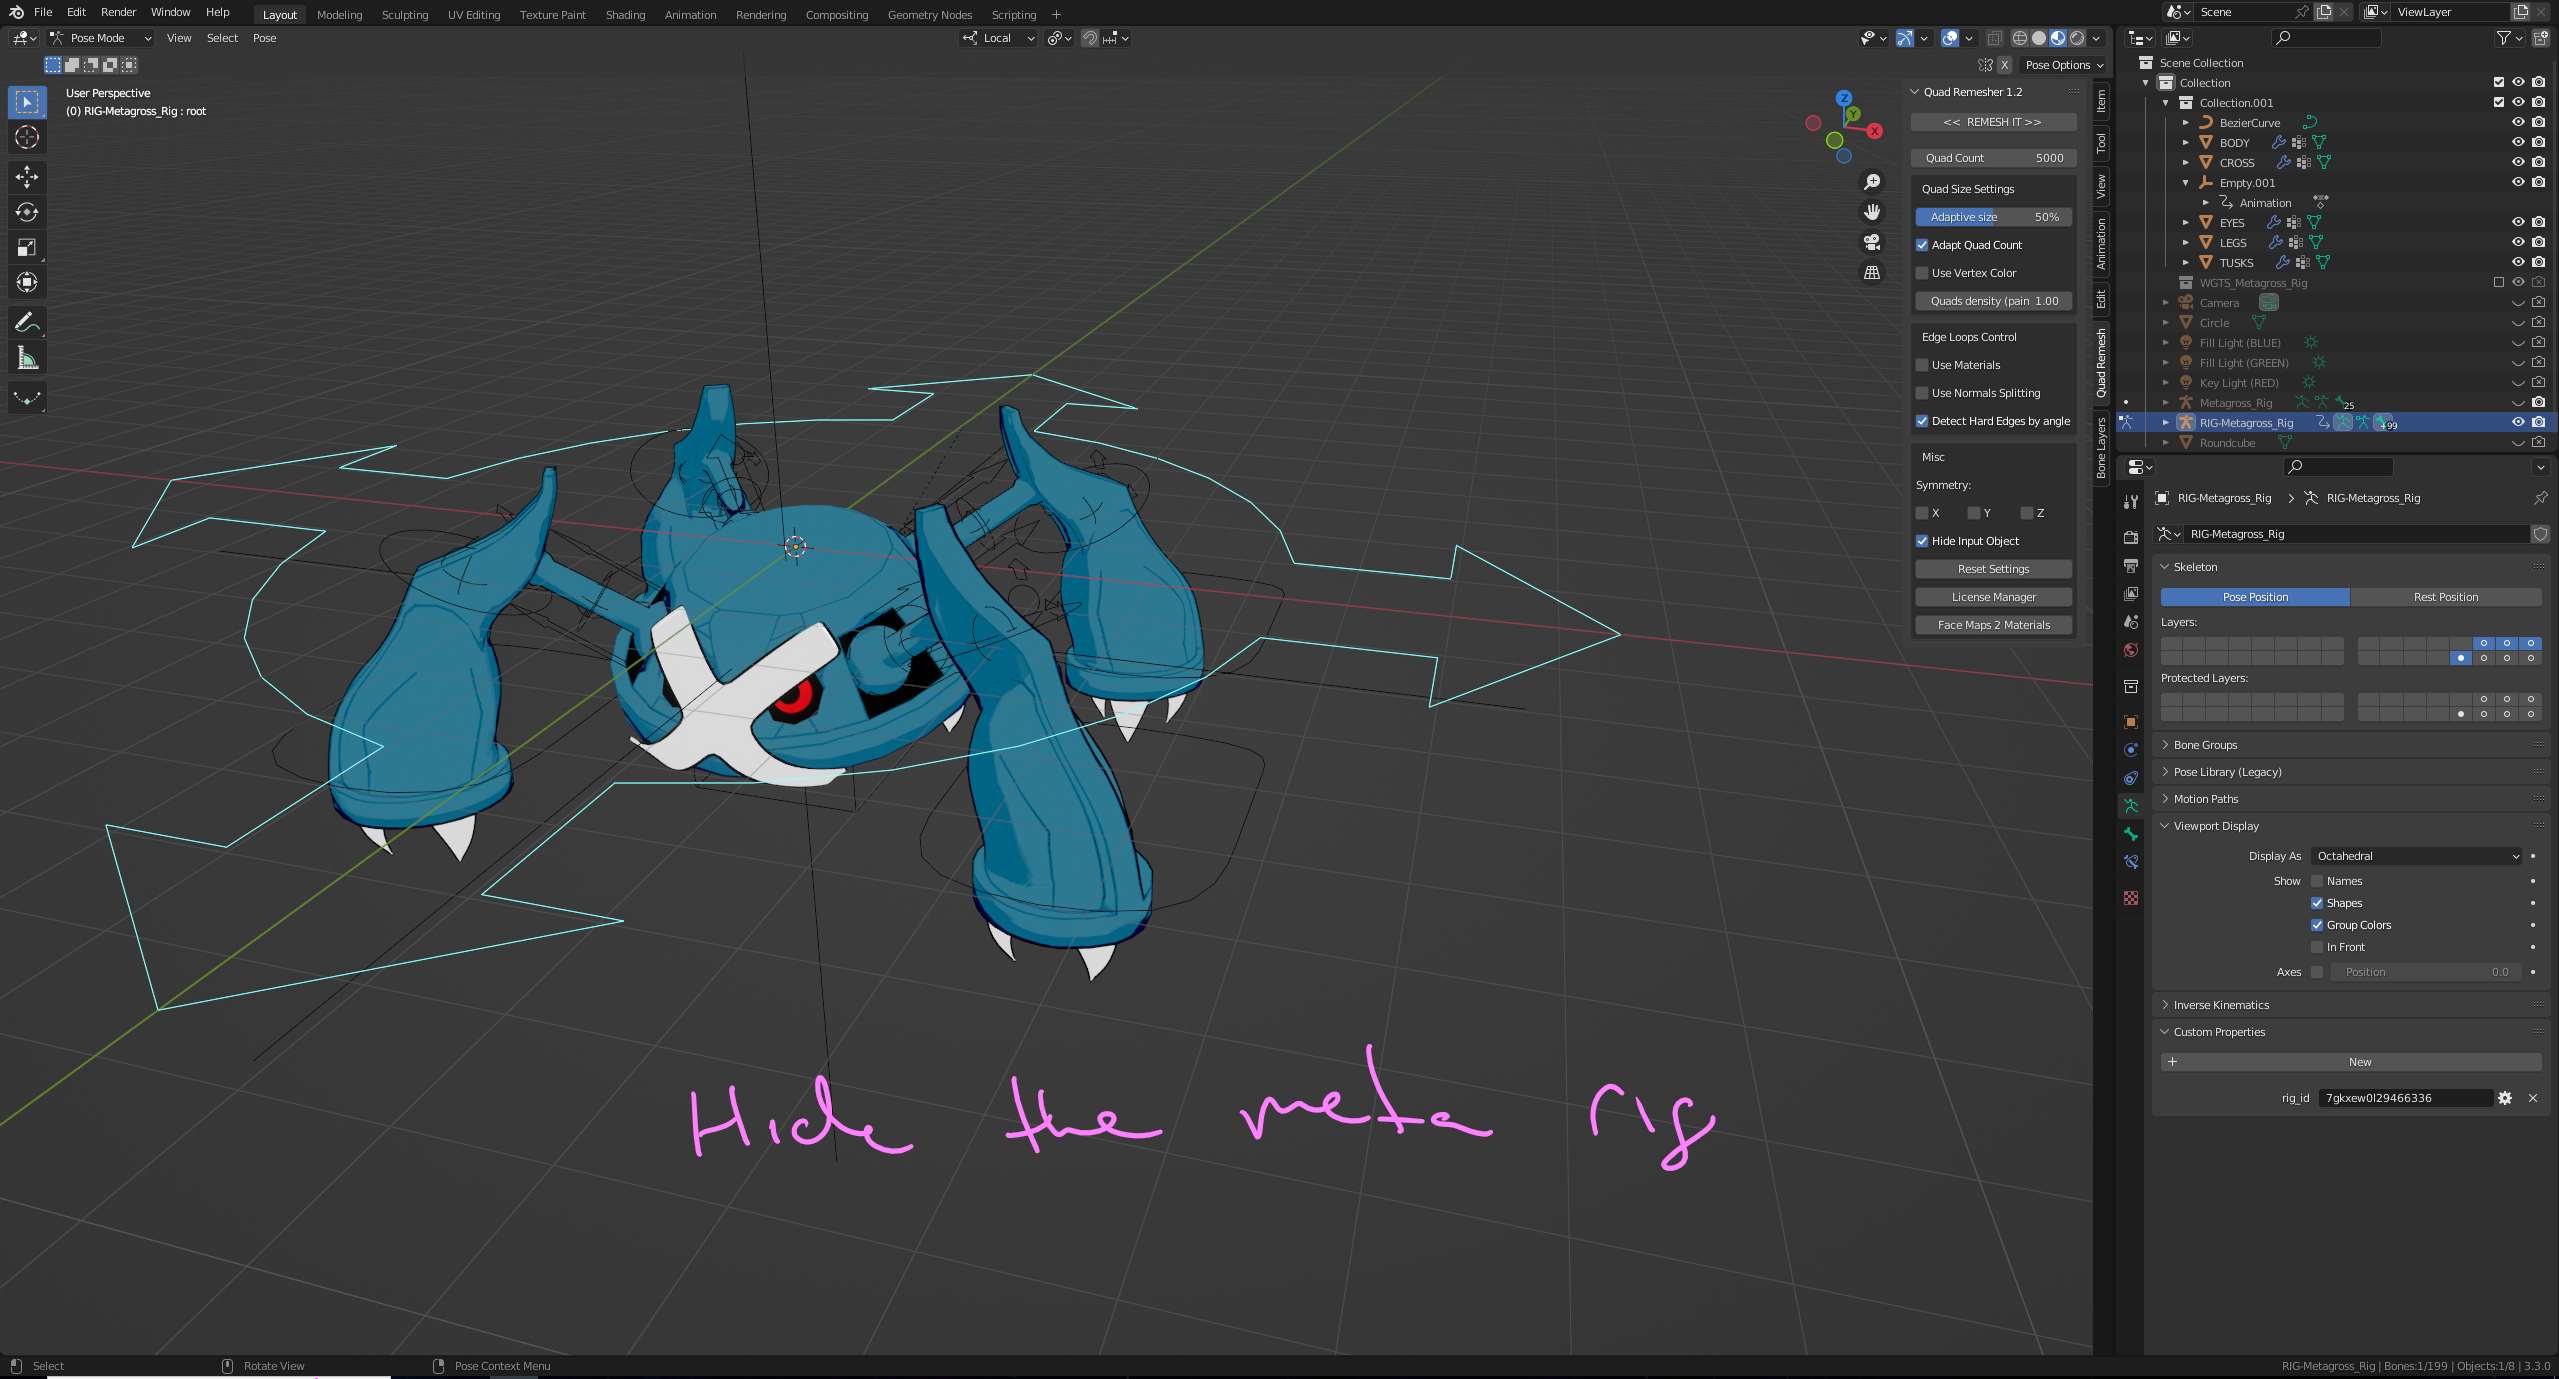 File Edit Render Window Help Layout Modeling Sculpting UV Editing Texture Paint Shading Animation Rendering Compositing Geometry Nodes Scripting + Scene ViewLayer
Pose Mode View Select Pose Local
X Pose Options
User Perspective
(0) RIG-Metagross_Rig : root
Quad Remesher 1.2
<< REMESH IT >>
Quad Count 5000
Quad Size Settings
Adaptive size 50%
Adapt Quad Count
Use Vertex Color
Quads density (pain 1.00
Edge Loops Control
Use Materials
Use Normals Splitting
Detect Hard Edges by angle
Misc
Symmetry:
X Y Z
Hide Input Object
Reset Settings
License Manager
Face Maps 2 Materials
Item
Tool
View
Animation
Edit
Quad Remesh
Bone Layers
Z
Y
X
Scene Collection
Collection
Collection.001
BezierCurve
BODY
CROSS
Empty.001
Animation
EYES
LEGS
TUSKS
WGTS_Metagross_Rig
Camera
Circle
Fill Light (BLUE)
Fill Light (GREEN)
Key Light (RED)
Metagross_Rig 25
RIG-Metagross_Rig +99
Roundcube
RIG-Metagross_Rig > RIG-Metagross_Rig
RIG-Metagross_Rig
Skeleton
Pose Position Rest Position
Layers:
Protected Layers:
Bone Groups
Pose Library (Legacy)
Motion Paths
Viewport Display
Display As Octahedral
Show Names
Shapes
Group Colors
In Front
Axes Position 0.0
Inverse Kinematics
Custom Properties
+ New
rig_id 7gkxew0l29466336
Hide the meta rig
Select Rotate View Pose Context Menu
RIG-Metagross_Rig | Bones:1/199 | Objects:1/8 | 3.3.0